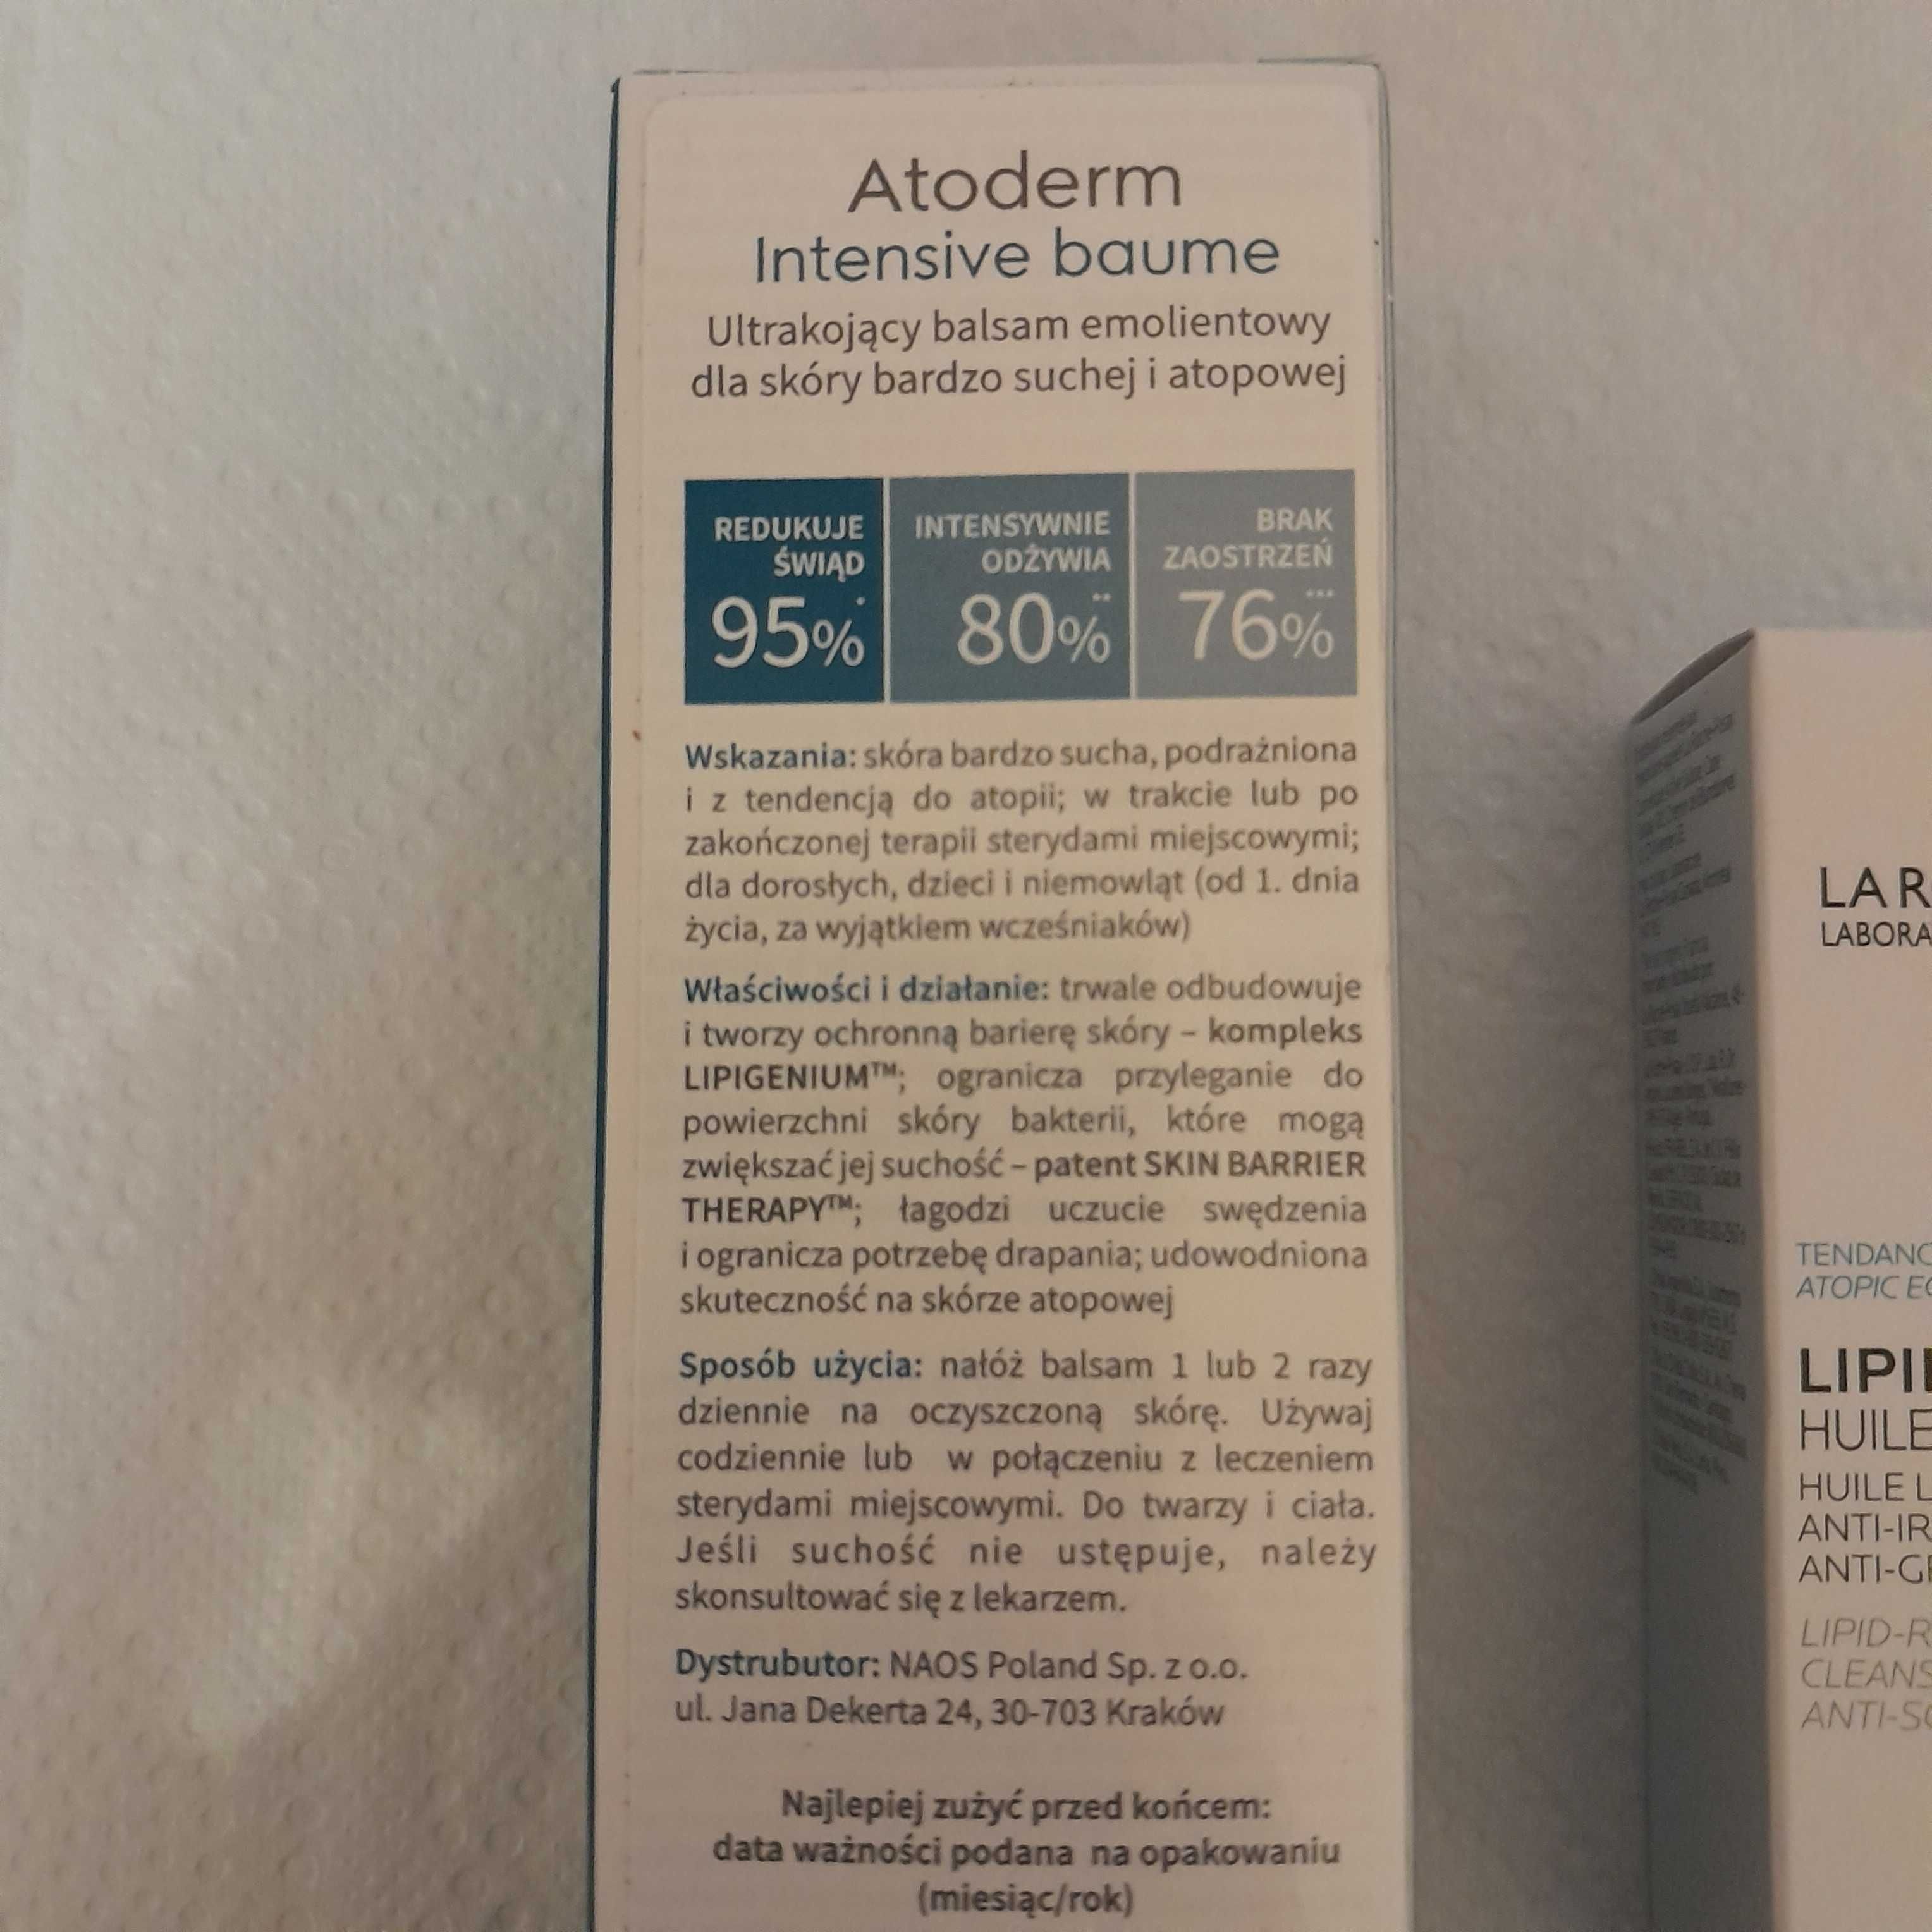 Atoderm
Intensive baume
Ultrakojący balsam emolientowy
dla skóry bardzo suchej i atopowej
REDUKUJE
ŚWIĄD
95%*
INTENSYWNIE
ODŻYWIA
80%**
BRAK
ZAOSTRZEŃ
76%***
Wskazania: skóra bardzo sucha, podrażniona
i z tendencją do atopii; w trakcie lub po
zakończonej terapii sterydami miejscowymi;
dla dorosłych, dzieci i niemowląt (od 1. dnia
życia, za wyjątkiem wcześniaków)
Właściwości i działanie: trwale odbudowuje
i tworzy ochronną barierę skóry – kompleks
LIPIGENIUM™; ogranicza przyleganie do
powierzchni skóry bakterii, które mogą
zwiększać jej suchość – patent SKIN BARRIER
THERAPY™; łagodzi uczucie swędzenia
i ogranicza potrzebę drapania; udowodniona
skuteczność na skórze atopowej
Sposób użycia: nałóż balsam 1 lub 2 razy
dziennie na oczyszczoną skórę. Używaj
codziennie lub w połączeniu z leczeniem
sterydami miejscowymi. Do twarzy i ciała.
Jeśli suchość nie ustępuje, należy
skonsultować się z lekarzem.
Dystrubutor: NAOS Poland Sp. z o.o.
ul. Jana Dekerta 24, 30-703 Kraków
Najlepiej zużyć przed końcem:
data ważności podana na opakowaniu
(miesiąc/rok)
LA R
LABORA
TENDANC
ATOPIC EC
LIPI
HUILE
HUILE L
ANTI-IR
ANTI-G
LIPID-R
CLEANS
ANTI-SC